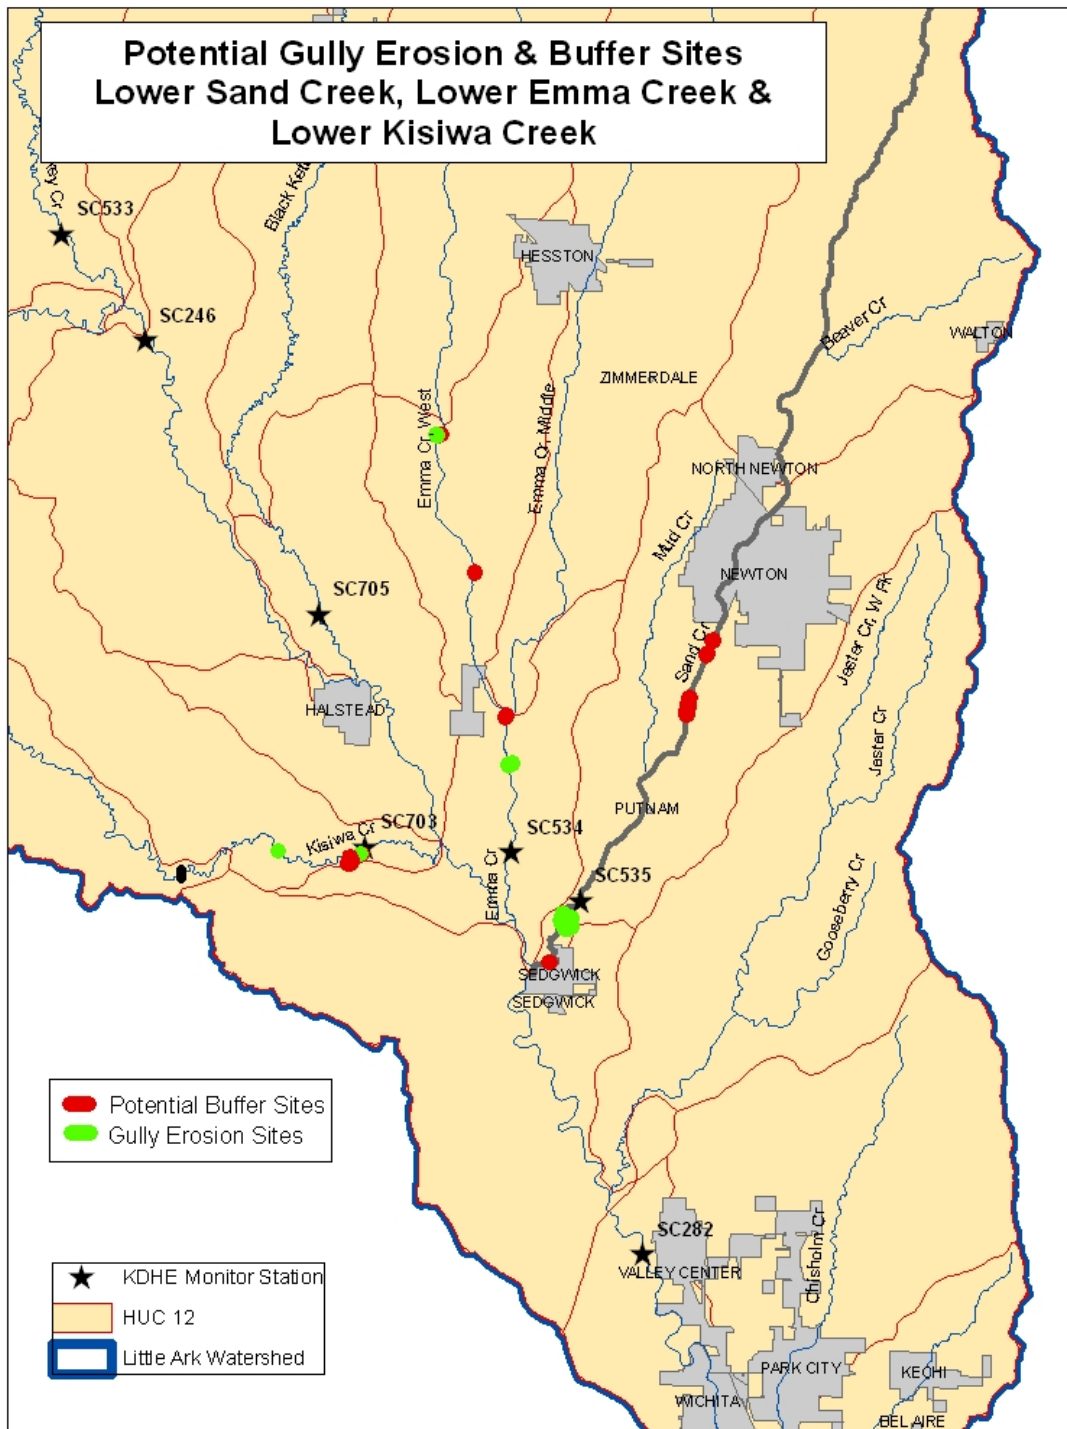 Potential Gully Erosion & Buffer Sites
Lower Sand Creek, Lower Emma Creek &
Lower Kisiwa Creek
Cr
SC533
Black
HESSTON
SC246
Beaver Cr
WALTON
ZIMMERDALE
Emma Cr, West
Emma Cr, Middle
NORTH NEWTON
Mud Cr
NEWTON
SC705
Jester Cr, W Fk
Sand Cr
HALSTEAD
Jester Cr
PUTNAM
Kisiwa Cr
SC703
SC534
Emma Cr
SC535
Gooseberry Cr
SEDGWICK
SEDGWICK
Potential Buffer Sites
Gully Erosion Sites
SC282
VALLEY CENTER
Chisholm Cr
KDHE Monitor Station
HUC 12
Little Ark Watershed
PARK CITY
KECHI
WICHITA
BEL AIRE